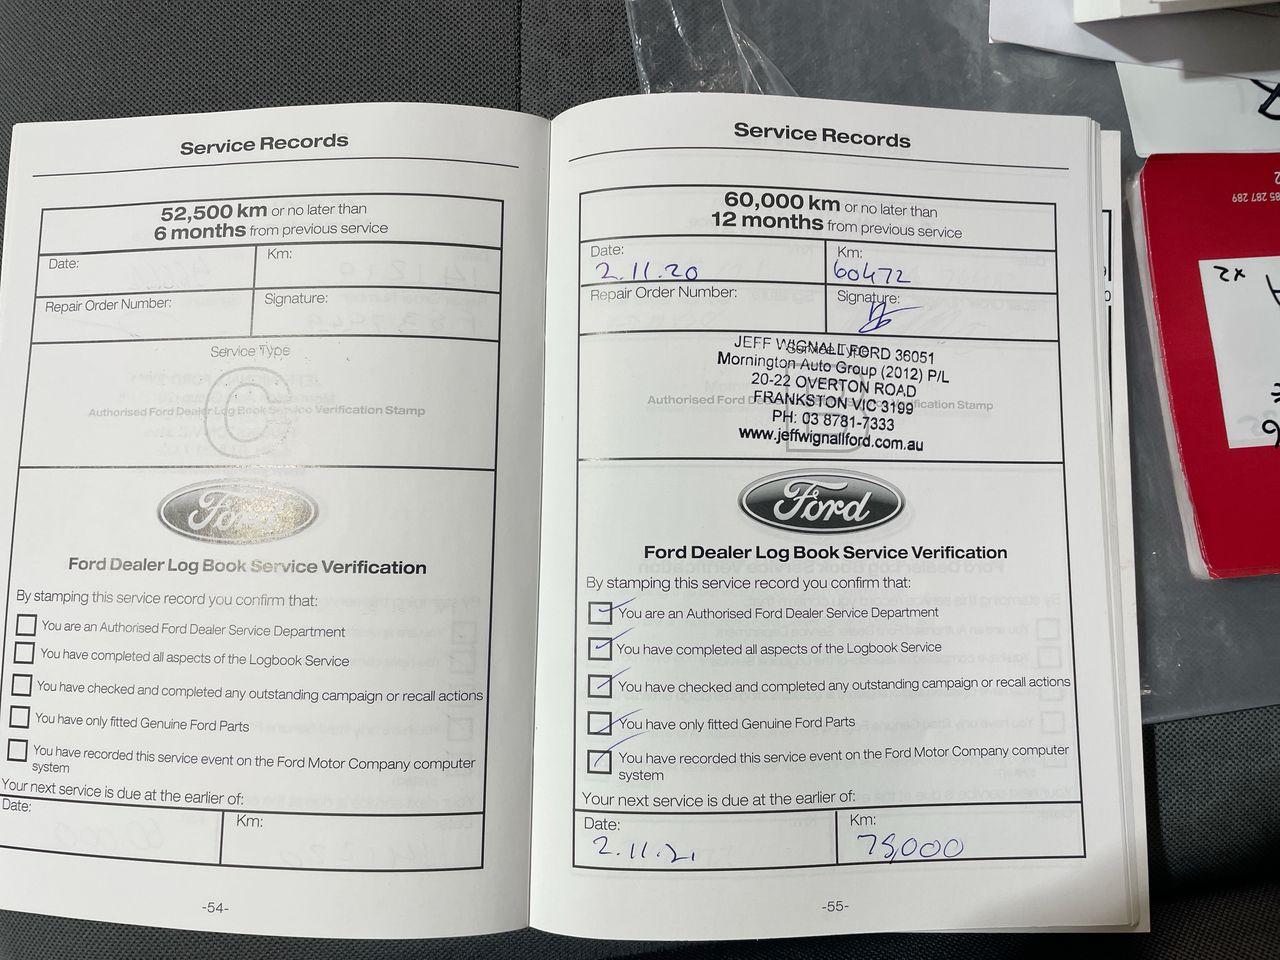 Service Records
52,500 km or no later than
6 months from previous service
Date:
Km:
Repair Order Number:
Signature:
Service Type
O
Authorised Ford Dealer Log Book Service Verification Stamp
Ford
Ford Dealer Log Book Service Verification
By stamping this service record you confirm that:
You are an Authorised Ford Dealer Service Department
You have completed all aspects of the Logbook Service
You have checked and completed any outstanding campaign or recall actions
You have only fitted Genuine Ford Parts
You have recorded this service event on the Ford Motor Company computer
system
Your next service is due at the earlier of:
Date:
Km:
-54-
Service Records
60,000 km or no later than
12 months from previous service
Date:
2.11.20
Km:
60472
Repair Order Number:
Signature:
Service Type
JEFF WIGNALL FORD 36051
Mornington Auto Group (2012) P/L
20-22 OVERTON ROAD
FRANKSTON VIC 3199
PH: 03 8781-7333
www.jeffwignallford.com.au
Authorised Ford Dealer Log Book Service Verification Stamp
Ford
Ford Dealer Log Book Service Verification
By stamping this service record you confirm that:
You are an Authorised Ford Dealer Service Department
You have completed all aspects of the Logbook Service
You have checked and completed any outstanding campaign or recall actions
You have only fitted Genuine Ford Parts
You have recorded this service event on the Ford Motor Company computer
system
Your next service is due at the earlier of:
Date:
2.11.21
Km:
75,000
-55-
x2